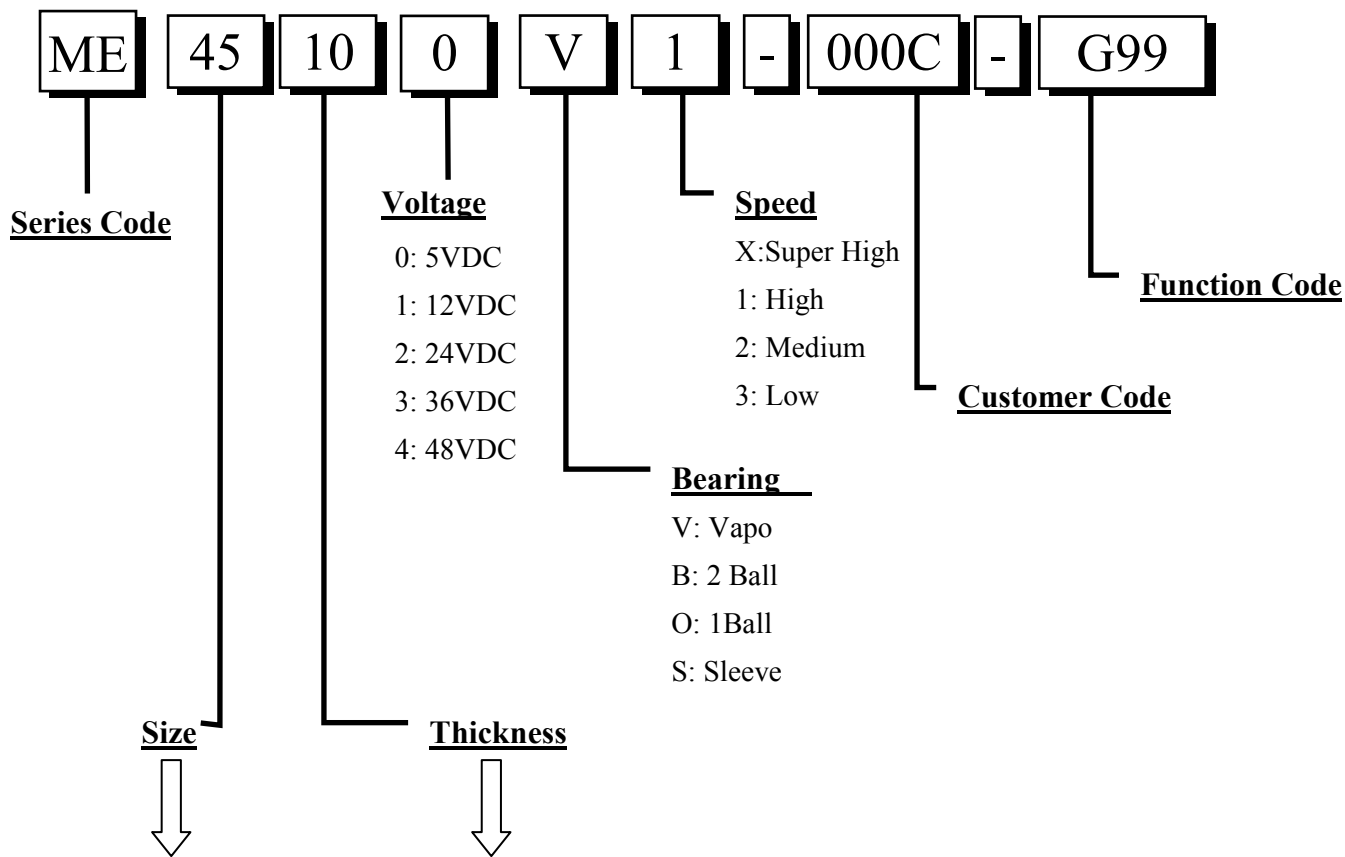 ME 45 10 0 V 1 - 000C - G99
Series Code
Voltage
0: 5VDC
1: 12VDC
2: 24VDC
3: 36VDC
4: 48VDC
Speed
X:Super High
1: High
2: Medium
3: Low
Function Code
Customer Code
Bearing
V: Vapo
B: 2 Ball
O: 1Ball
S: Sleeve
Size
Thickness